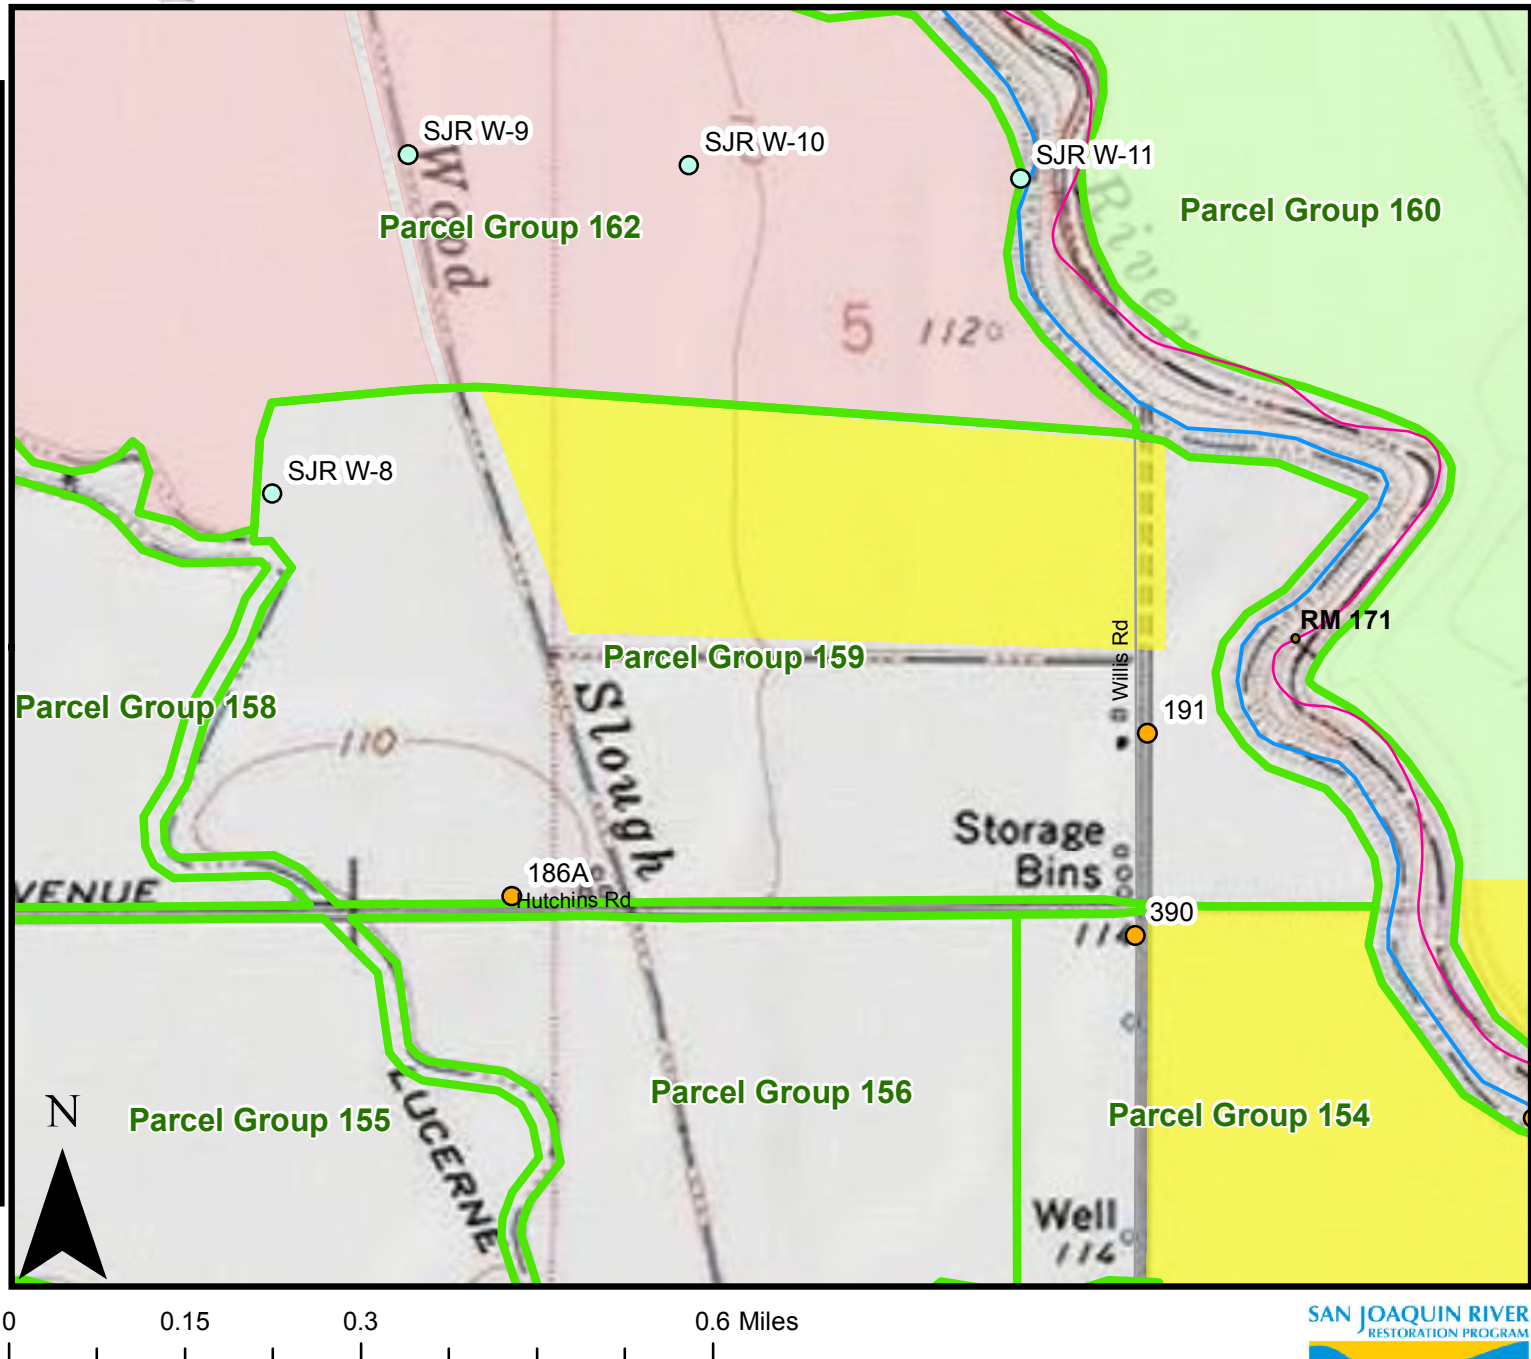 SJR W-9
SJR W-10
SJR W-11
Wood
River
Parcel Group 162
Parcel Group 160
5 112
SJR W-8
RM 171
Willis Rd
Parcel Group 159
Slough
Parcel Group 158
191
110
Storage
Bins
186A
VENUE
Hutchins Rd
390
114
Parcel Group 156
Parcel Group 155
Parcel Group 154
LUCERNE
N
Well
114
0 0.15 0.3 0.6 Miles
SAN JOAQUIN RIVER
RESTORATION PROGRAM